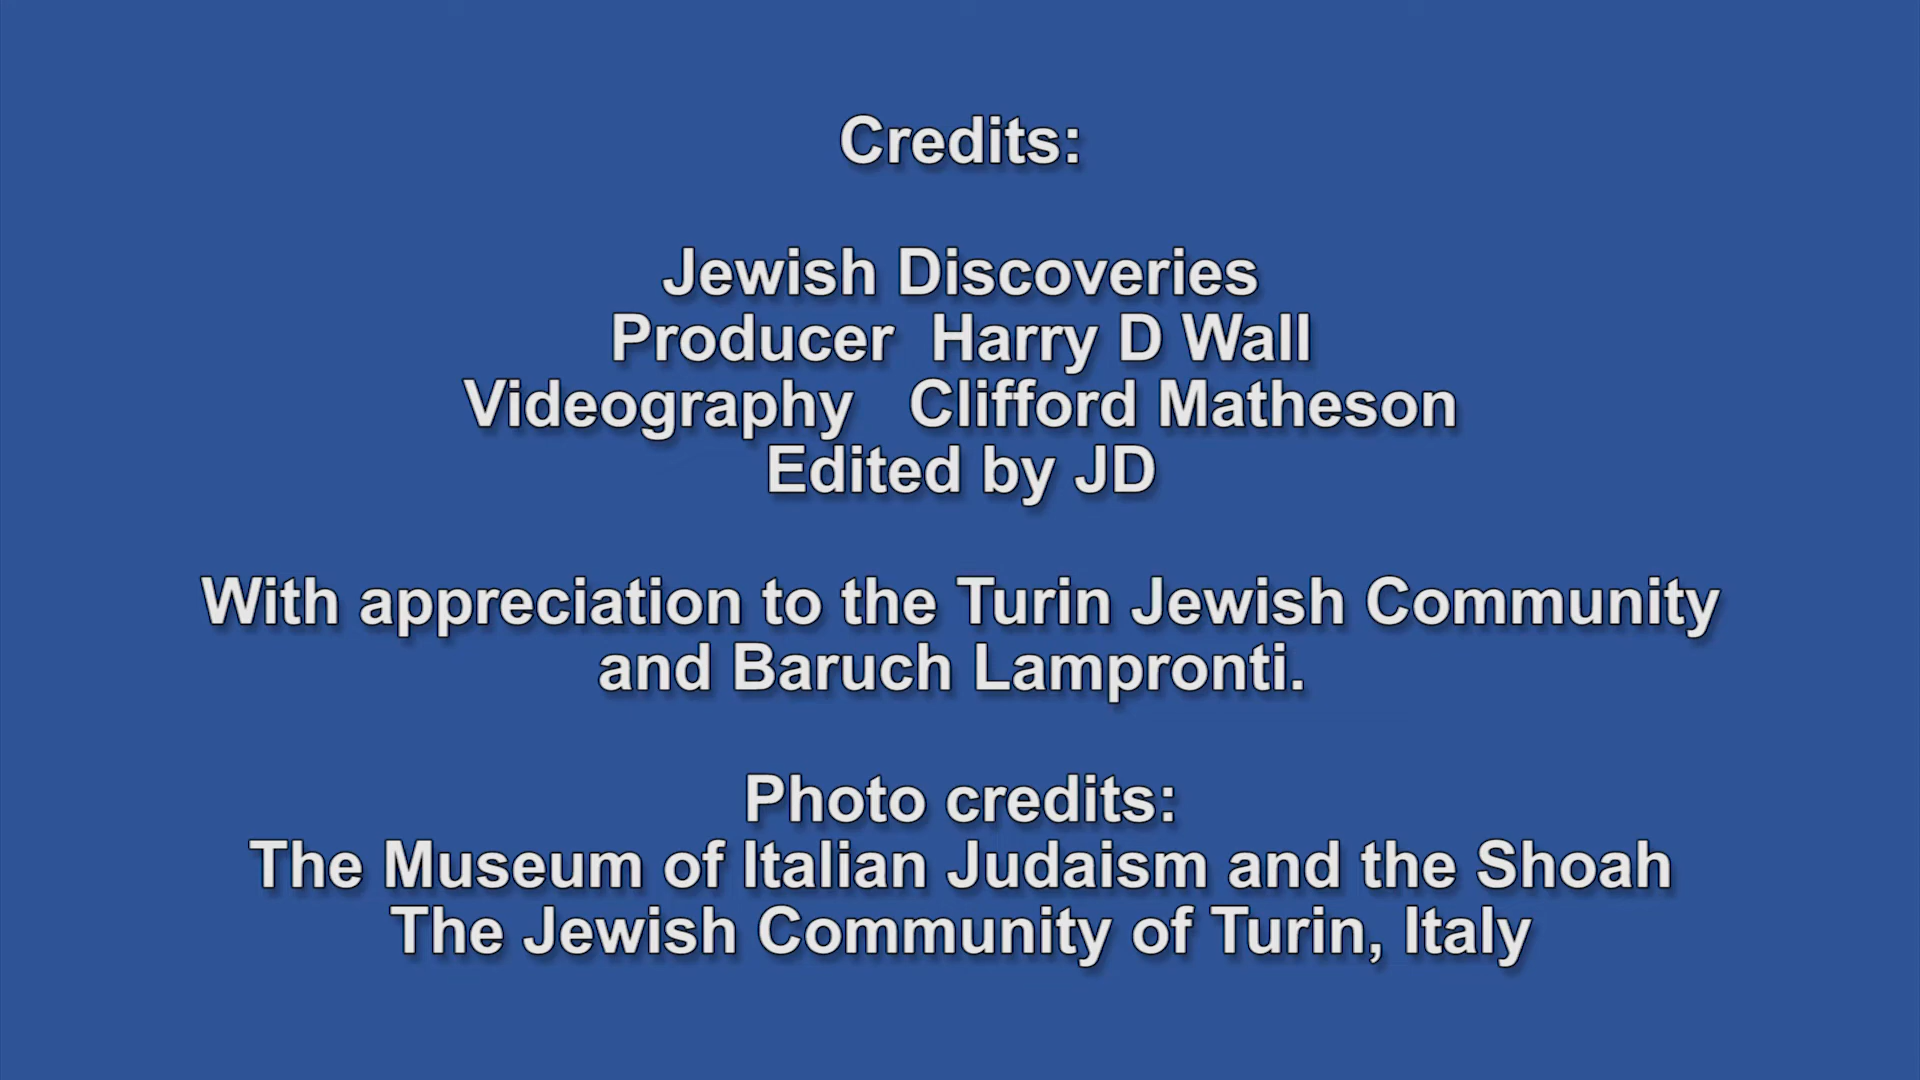 Credits:
Jewish Discoveries
Producer  Harry D Wall
Videography   Clifford Matheson
Edited by JD
With appreciation to the Turin Jewish Community
and Baruch Lampronti.
Photo credits:
The Museum of Italian Judaism and the Shoah
The Jewish Community of Turin, Italy